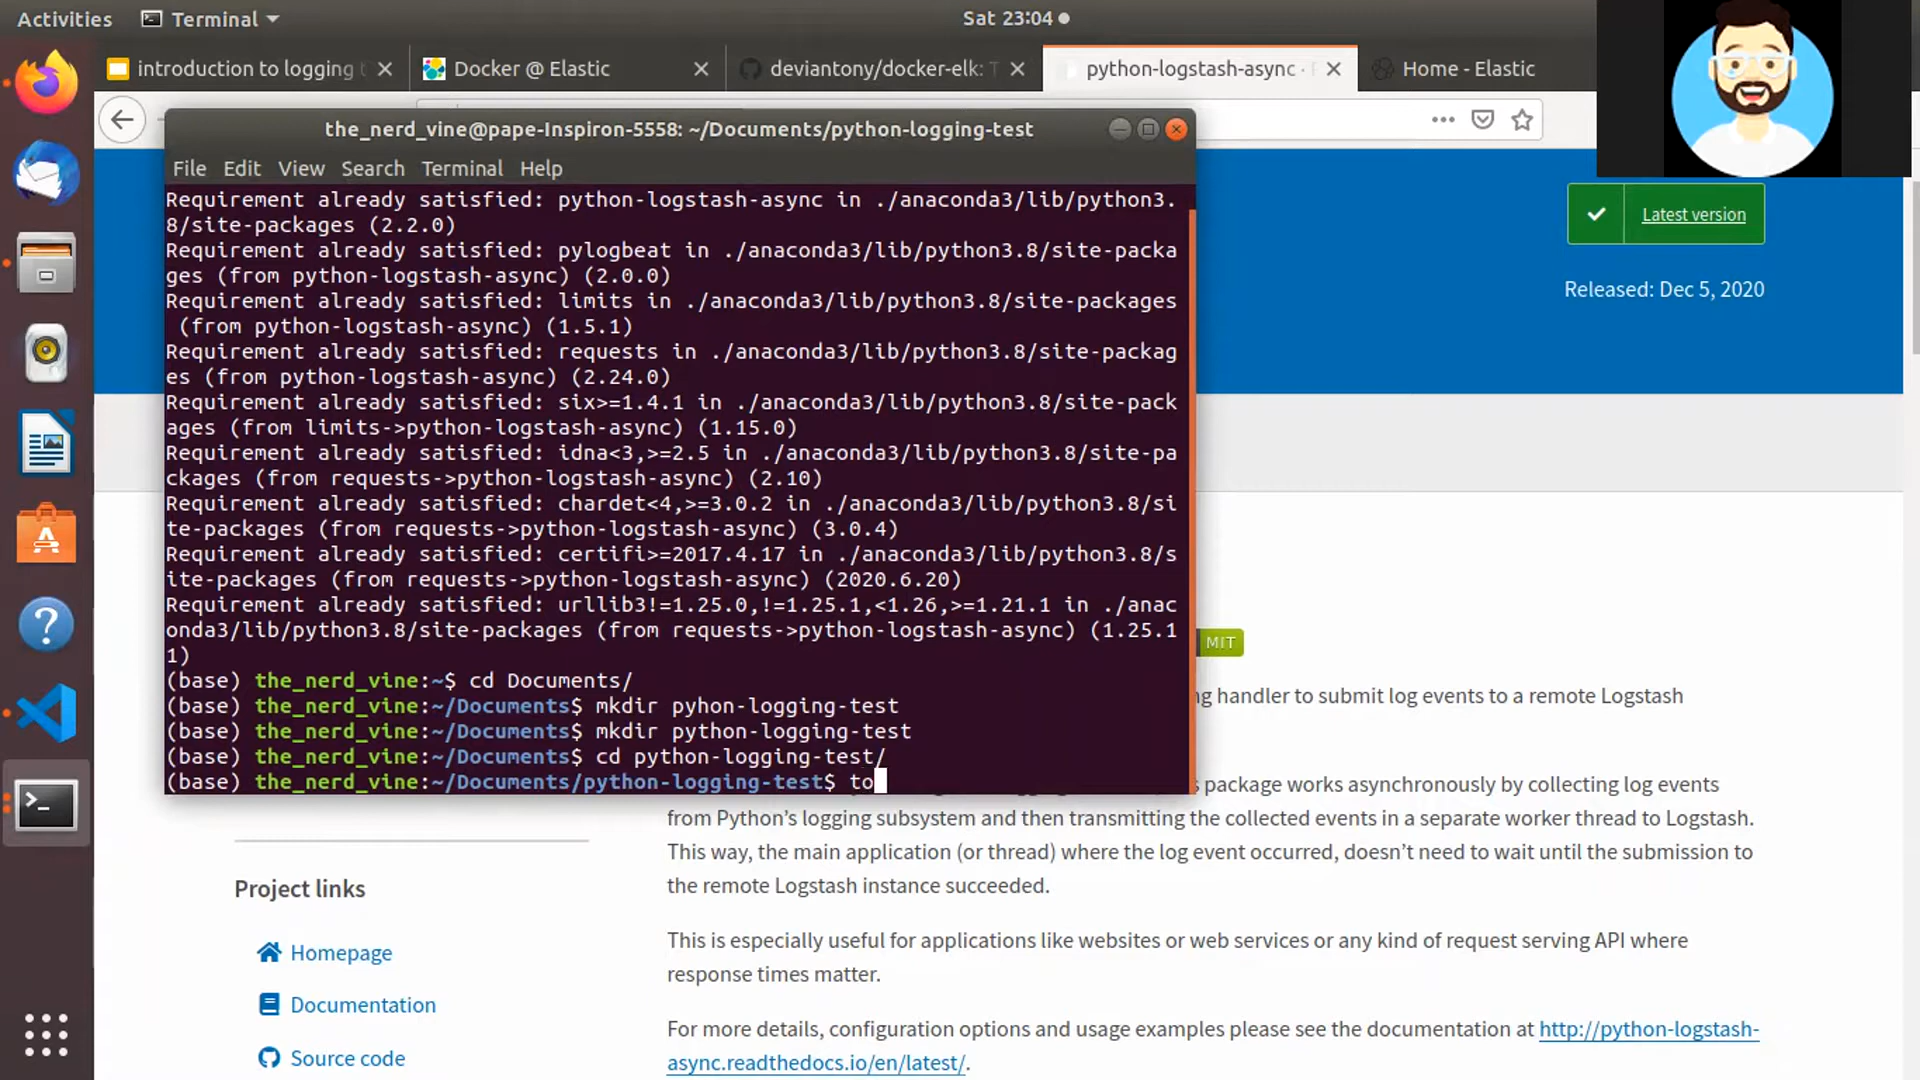 Activities
Terminal
Sat 23:04
introduction to logging t
Docker @ Elastic
deviantony/docker-elk: T
python-logstash-async ·
Home - Elastic
the_nerd_vine@pape-Inspiron-5558: ~/Documents/python-logging-test
File Edit View Search Terminal Help
Requirement already satisfied: python-logstash-async in ./anaconda3/lib/python3.
8/site-packages (2.2.0)
Requirement already satisfied: pylogbeat in ./anaconda3/lib/python3.8/site-packa
ges (from python-logstash-async) (2.0.0)
Requirement already satisfied: limits in ./anaconda3/lib/python3.8/site-packages
(from python-logstash-async) (1.5.1)
Requirement already satisfied: requests in ./anaconda3/lib/python3.8/site-packag
es (from python-logstash-async) (2.24.0)
Requirement already satisfied: six>=1.4.1 in ./anaconda3/lib/python3.8/site-pack
ages (from limits->python-logstash-async) (1.15.0)
Requirement already satisfied: idna<3,>=2.5 in ./anaconda3/lib/python3.8/site-pa
ckages (from requests->python-logstash-async) (2.10)
Requirement already satisfied: chardet<4,>=3.0.2 in ./anaconda3/lib/python3.8/si
te-packages (from requests->python-logstash-async) (3.0.4)
Requirement already satisfied: certifi>=2017.4.17 in ./anaconda3/lib/python3.8/s
ite-packages (from requests->python-logstash-async) (2020.6.20)
Requirement already satisfied: urllib3!=1.25.0,!=1.25.1,<1.26,>=1.21.1 in ./anac
onda3/lib/python3.8/site-packages (from requests->python-logstash-async) (1.25.1
1)
(base) the_nerd_vine:~$ cd Documents/
(base) the_nerd_vine:~/Documents$ mkdir pyhon-logging-test
(base) the_nerd_vine:~/Documents$ mkdir python-logging-test
(base) the_nerd_vine:~/Documents$ cd python-logging-test/
(base) the_nerd_vine:~/Documents/python-logging-test$ to
Latest version
Released: Dec 5, 2020
MIT
g handler to submit log events to a remote Logstash
s package works asynchronously by collecting log events
from Python's logging subsystem and then transmitting the collected events in a separate worker thread to Logstash.
This way, the main application (or thread) where the log event occurred, doesn't need to wait until the submission to
the remote Logstash instance succeeded.
This is especially useful for applications like websites or web services or any kind of request serving API where
response times matter.
For more details, configuration options and usage examples please see the documentation at http://python-logstash-
async.readthedocs.io/en/latest/.
Project links
Homepage
Documentation
Source code